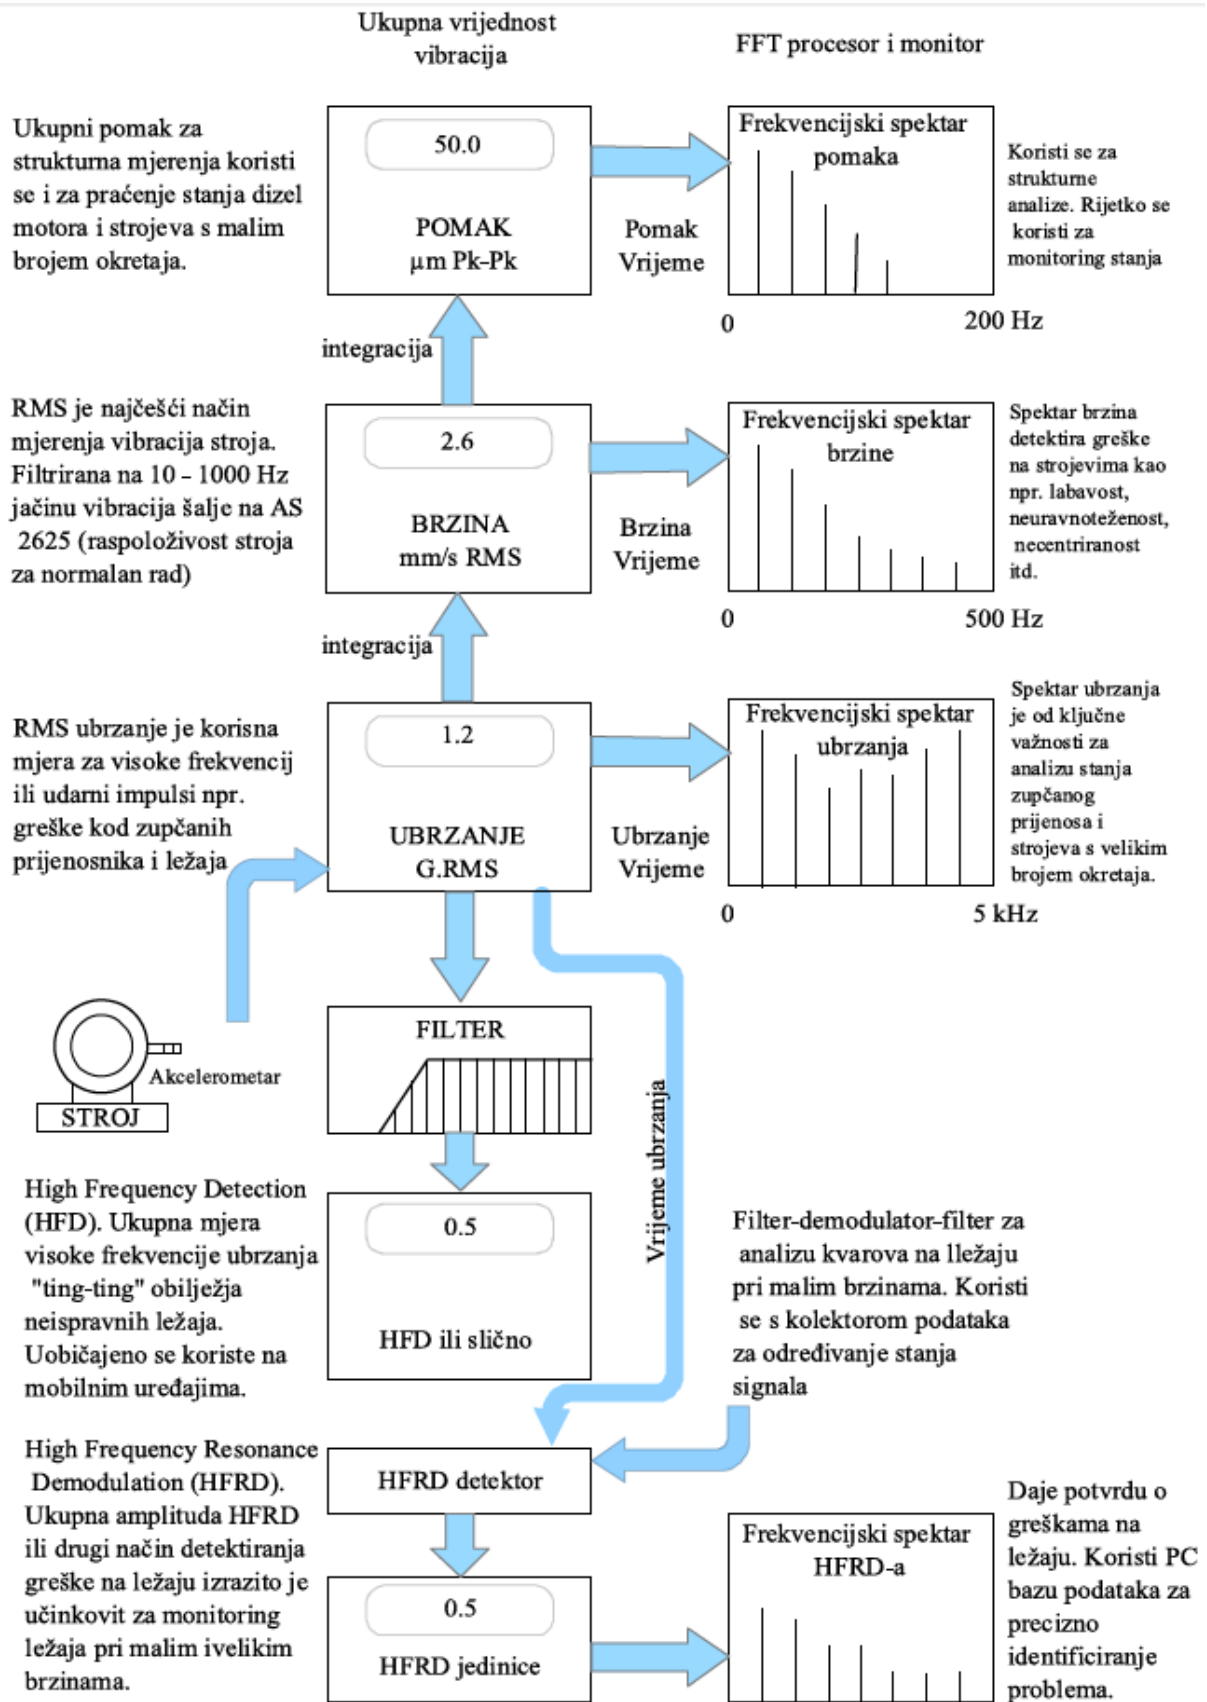 Ukupna vrijednost
vibracija
FFT procesor i monitor
Ukupni pomak za
strukturna mjerenja koristi
se i za praćenje stanja dizel
motora i strojeva s malim
brojem okretaja.
50.0
POMAK
µm Pk-Pk
Pomak
Vrijeme
Frekvencijski spektar
pomaka
0
200 Hz
Koristi se za
strukturne
analize. Rijetko se
koristi za
monitoring stanja
integracija
RMS je najčešći način
mjerenja vibracija stroja.
Filtrirana na 10 - 1000 Hz
jačinu vibracija šalje na AS
2625 (raspoloživost stroja
za normalan rad)
2.6
BRZINA
mm/s RMS
Brzina
Vrijeme
Frekvencijski spektar
brzine
0
500 Hz
Spektar brzina
detektira greške
na strojevima kao
npr. labavost,
neuravnoteženost,
necentriranost
itd.
integracija
RMS ubrzanje je korisna
mjera za visoke frekvencij
ili udarni impulsi npr.
greške kod zupčanih
prijenosnika i ležaja
1.2
UBRZANJE
G.RMS
Ubrzanje
Vrijeme
Frekvencijski spektar
ubrzanja
0
5 kHz
Spektar ubrzanja
je od ključne
važnosti za
analizu stanja
zupčanog
prijenosa i
strojeva s velikim
brojem okretaja.
Akcelerometar
STROJ
FILTER
Vrijeme ubrzanja
High Frequency Detection
(HFD). Ukupna mjera
visoke frekvencije ubrzanja
"ting-ting" obilježja
neispravnih ležaja.
Uobičajeno se koriste na
mobilnim uređajima.
0.5
HFD ili slično
Filter-demodulator-filter za
analizu kvarova na lležaju
pri malim brzinama. Koristi
se s kolektorom podataka
za određivanje stanja
signala
High Frequency Resonance
Demodulation (HFRD).
Ukupna amplituda HFRD
ili drugi način detektiranja
greške na ležaju izrazito je
učinkovit za monitoring
ležaja pri malim ivelikim
brzinama.
HFRD detektor
0.5
HFRD jedinice
Frekvencijski spektar
HFRD-a
Daje potvrdu o
greškama na
ležaju. Koristi PC
bazu podataka za
precizno
identificiranje
problema.